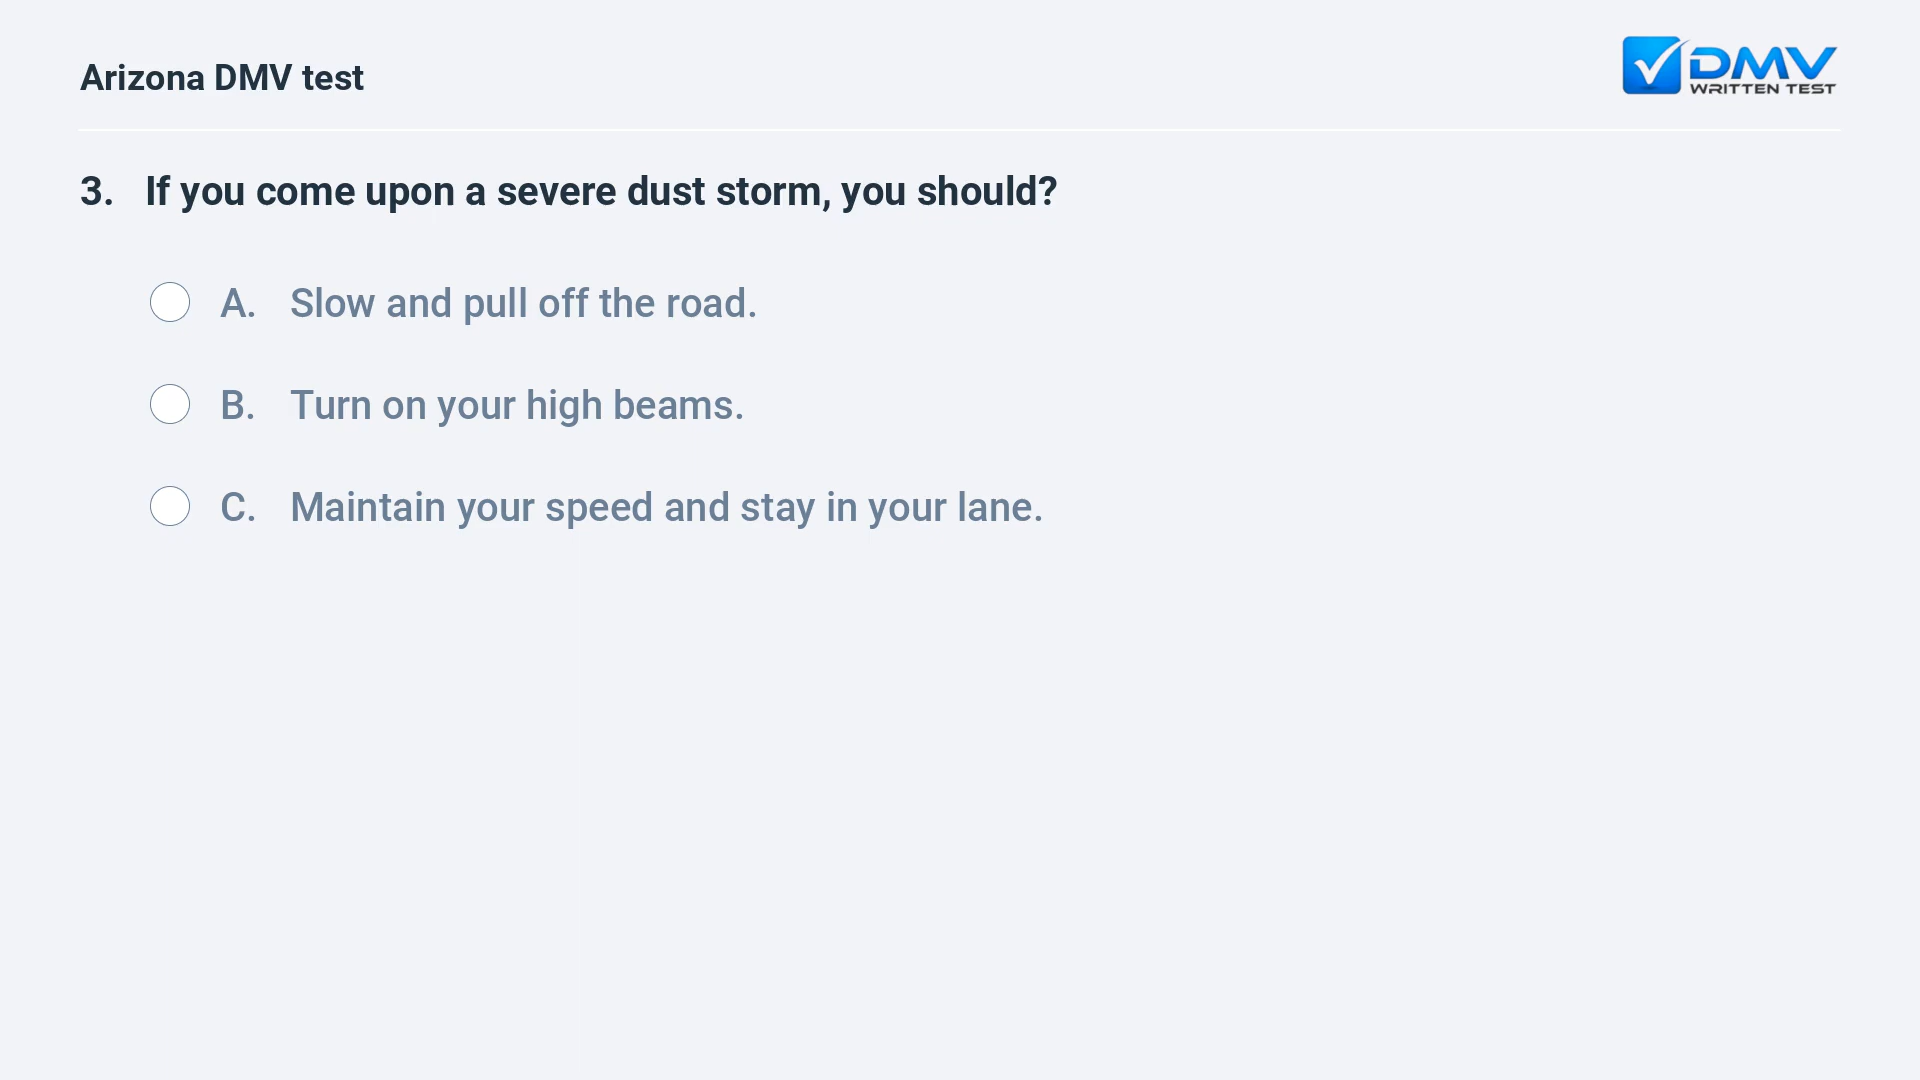 Arizona DMV test
DMV
WRITTEN TEST
3. If you come upon a severe dust storm, you should?
A. Slow and pull off the road.
B. Turn on your high beams.
C. Maintain your speed and stay in your lane.